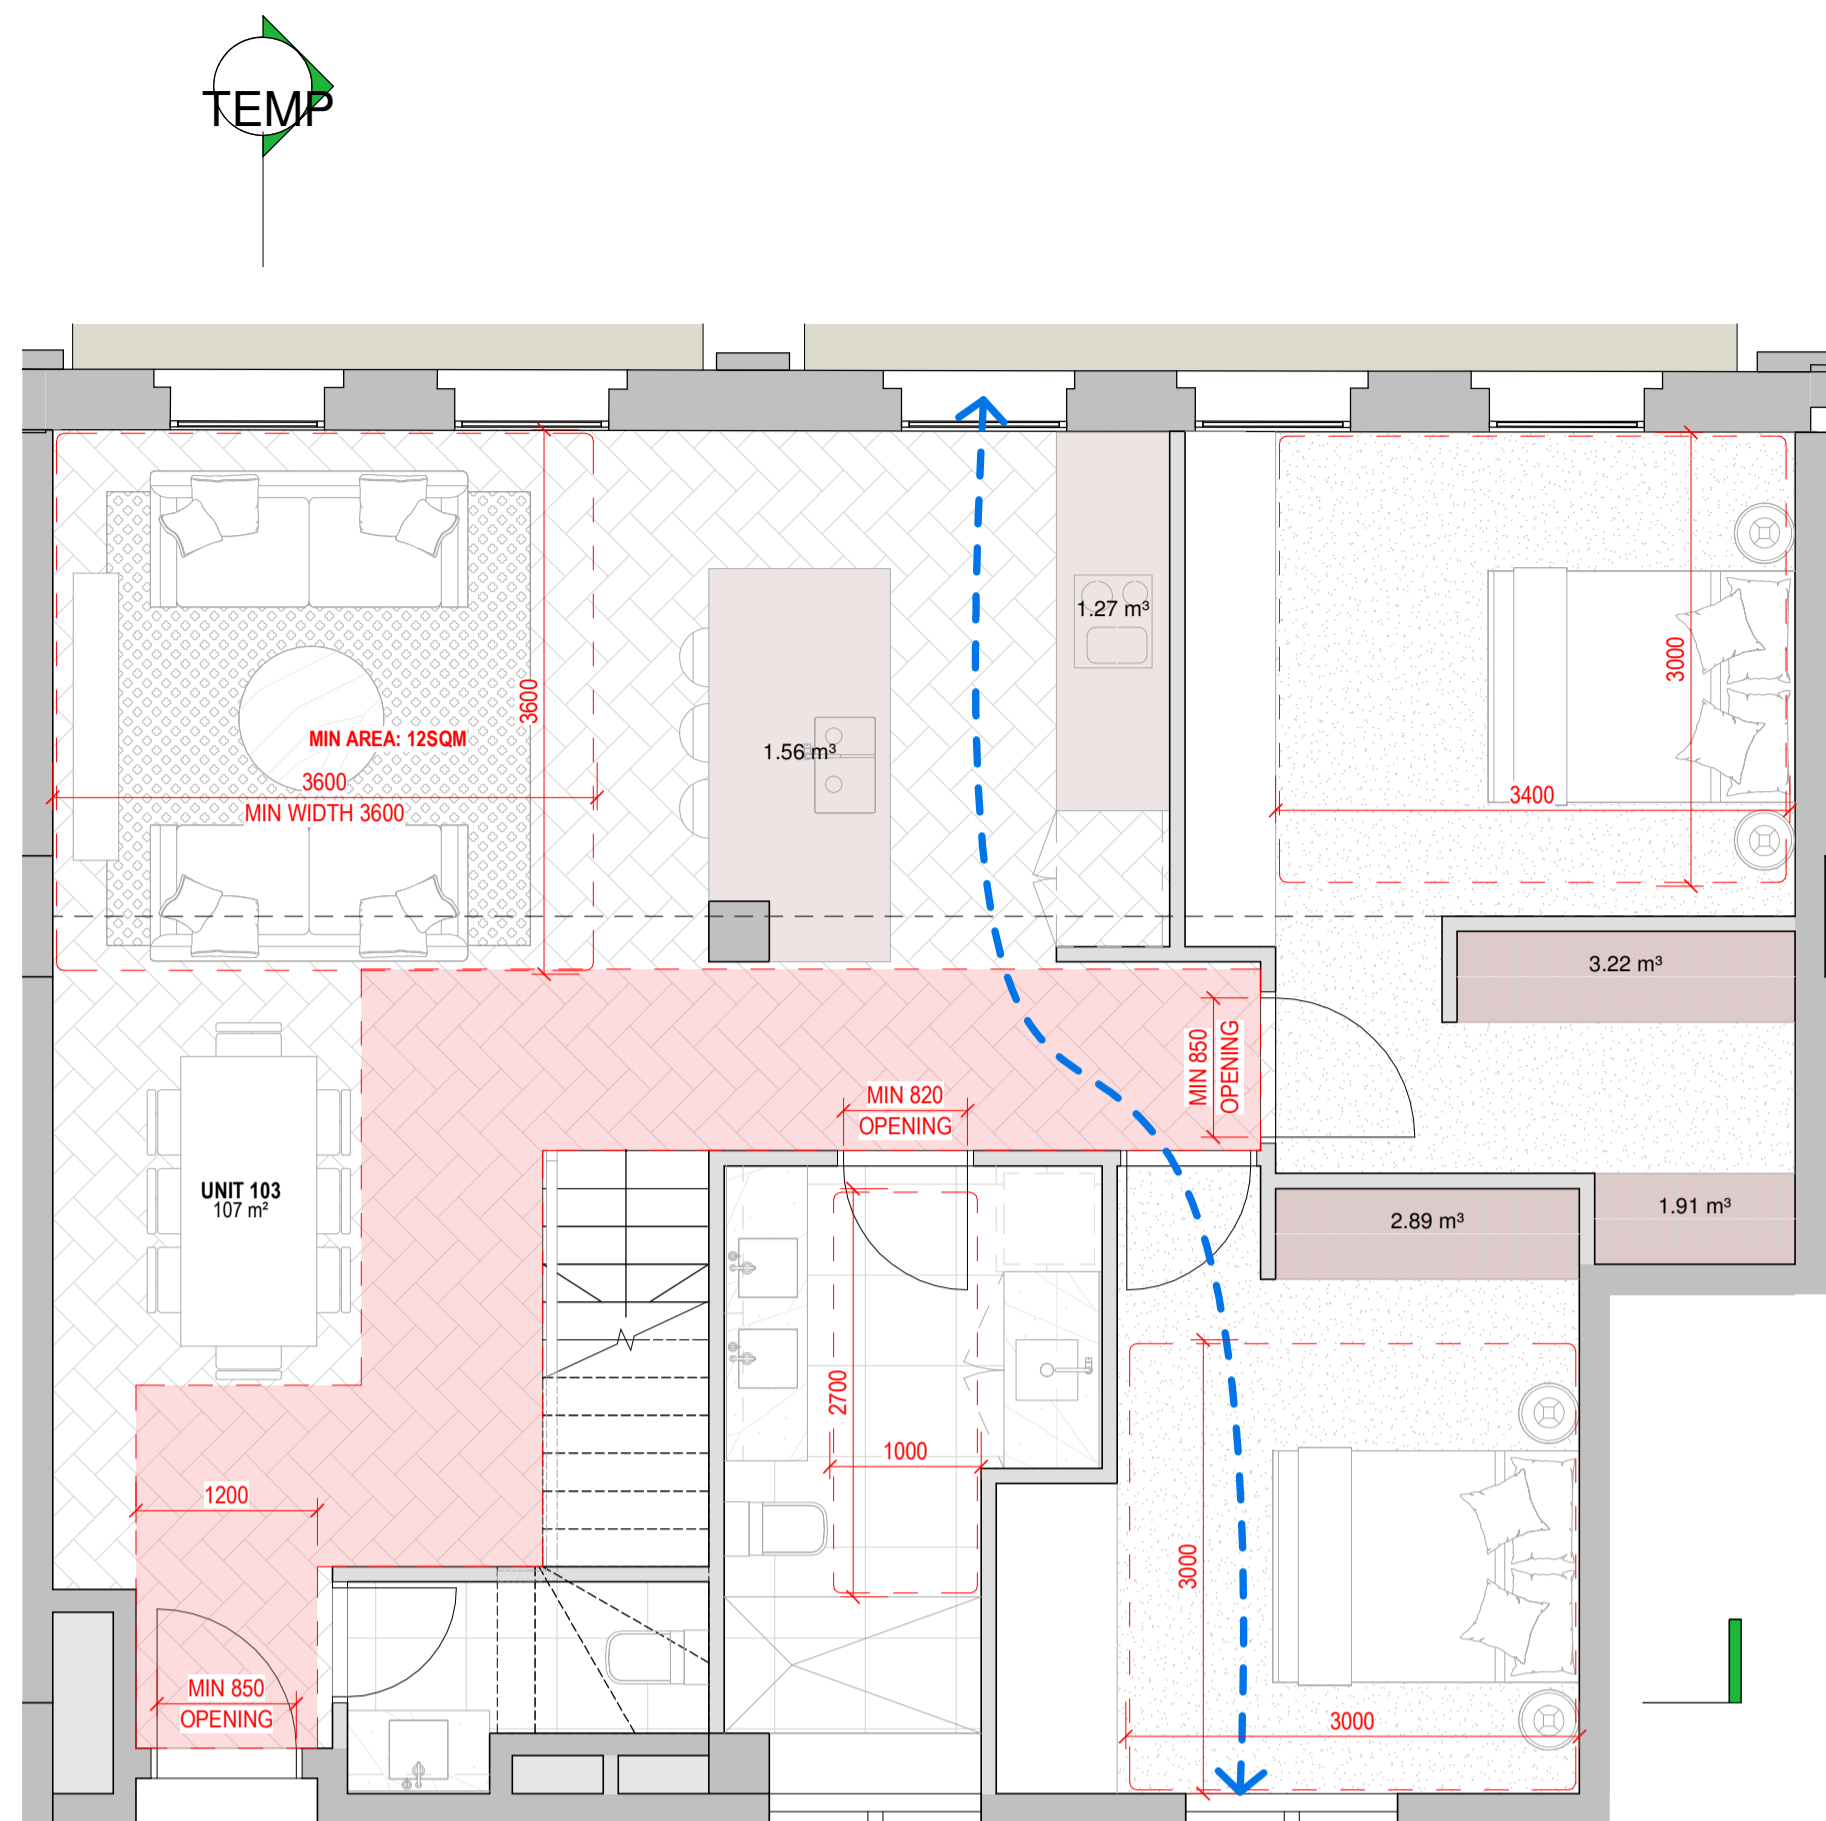 TEMP
1.27 m³
3600
3000
MIN AREA: 12SQM
1.56 m³
3600
MIN WIDTH 3600
3400
3.22 m³
MIN 850
OPENING
MIN 820
OPENING
UNIT 103
107 m²
2.89 m³
1.91 m³
2700
1000
1200
3000
MIN 850
OPENING
3000